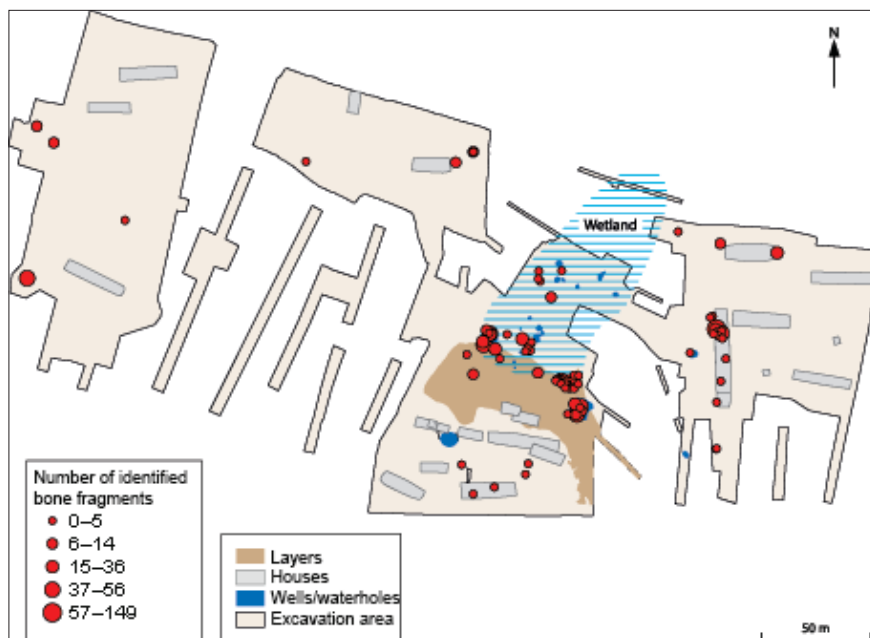 N
Wetland
Number of identified
bone fragments
0–5
6–14
15–36
37–56
57–149
Layers
Houses
Wells/waterholes
Excavation area
50 m